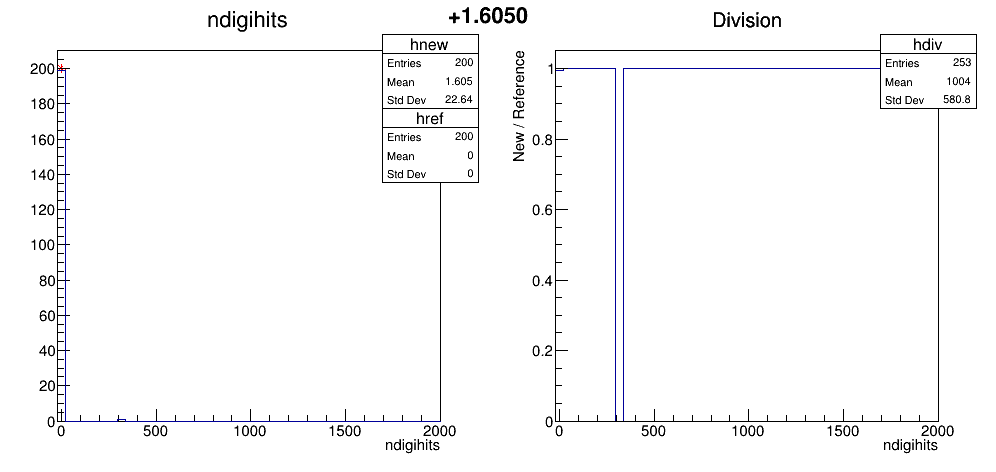 ndigihits
+1.6050
Division
hnew
Entries 200
Mean 1.605
Std Dev 22.64
href
Entries 200
Mean 0
Std Dev 0
200
180
160
140
120
100
80
60
40
20
0
0 500 1000 1500 2000
ndigihits
hdiv
Entries 253
Mean 1004
Std Dev 580.8
New / Reference
1
0.8
0.6
0.4
0.2
0
0 500 1000 1500 2000
ndigihits